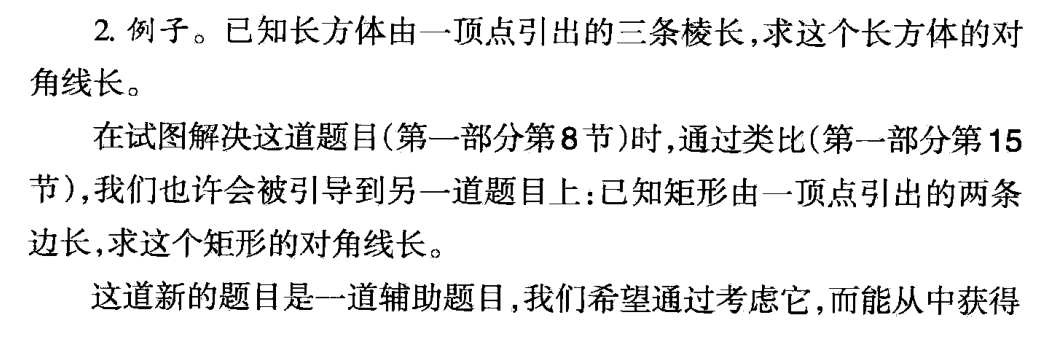 2. 例子。已知长方体由一顶点引出的三条棱长,求这个长方体的对
角线长。
在试图解决这道题目(第一部分第8节)时,通过类比(第一部分第15
节),我们也许会被引导到另一道题目上:已知矩形由一顶点引出的两条
边长,求这个矩形的对角线长。
这道新的题目是一道辅助题目,我们希望通过考虑它,而能从中获得